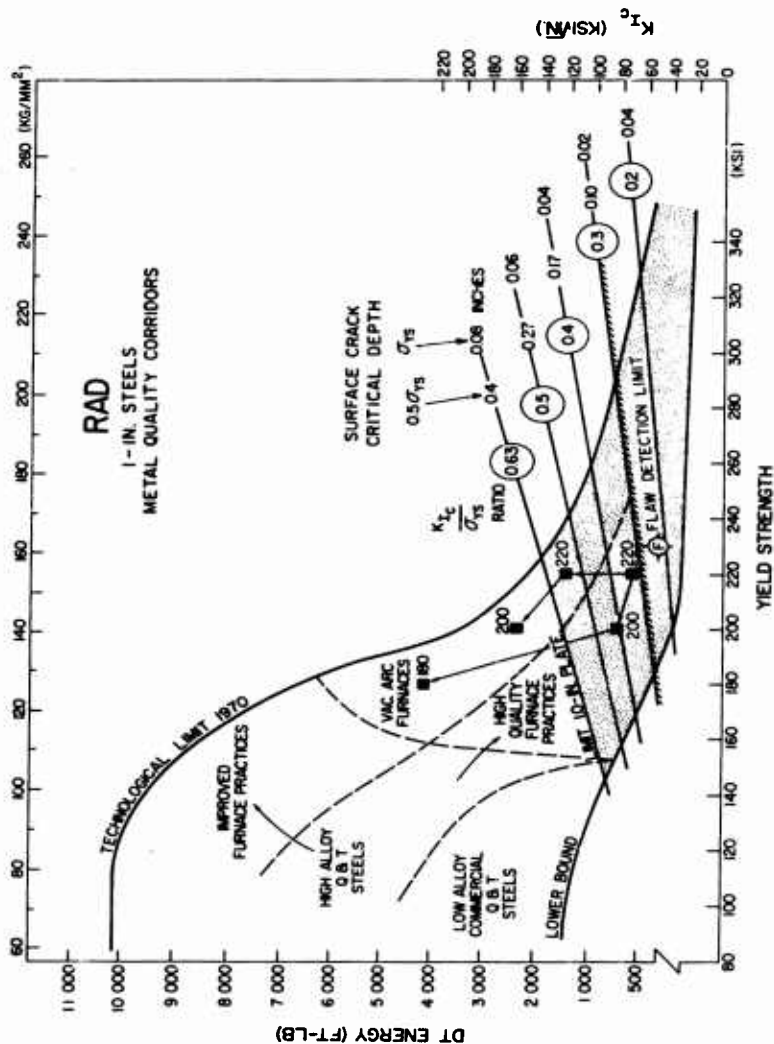 RAD
1-IN. STEELS
METAL QUALITY CORRIDORS
60 80 100 120 140 160 180 200 220 240 260 (KG/MM²)
DT ENERGY (FT-LB)
11 000
10 000
9 000
8 000
7 000
6 000
5 000
4 000
3 000
2 000
1 000
500
TECHNOLOGICAL LIMIT 1970
IMPROVED
FURNACE PRACTICES
HIGH ALLOY
Q & T
STEELS
LOW ALLOY
COMMERCIAL
Q & T
STEELS
LOWER BOUND
VAC ARC
FURNACES
HIGH
QUALITY
FURNACE
PRACTICES
LIMIT 1.0-IN PLATE
180
200
220
220
200
SURFACE CRACK
CRITICAL DEPTH
0.5σYS
σYS
KIc
σYS
RATIO
0.63 0.4 0.08 INCHES
0.5 0.27 0.06
0.4 0.17 0.04
0.3 0.10 0.02
0.2 0.04
F FLAW DETECTION LIMIT
KIc (KSI√IN.)
220
200
180
160
140
120
100
80
60
40
20
0
80 100 120 140 160 180 200 220 240 260 280 300 320 340 (KSI)
YIELD STRENGTH